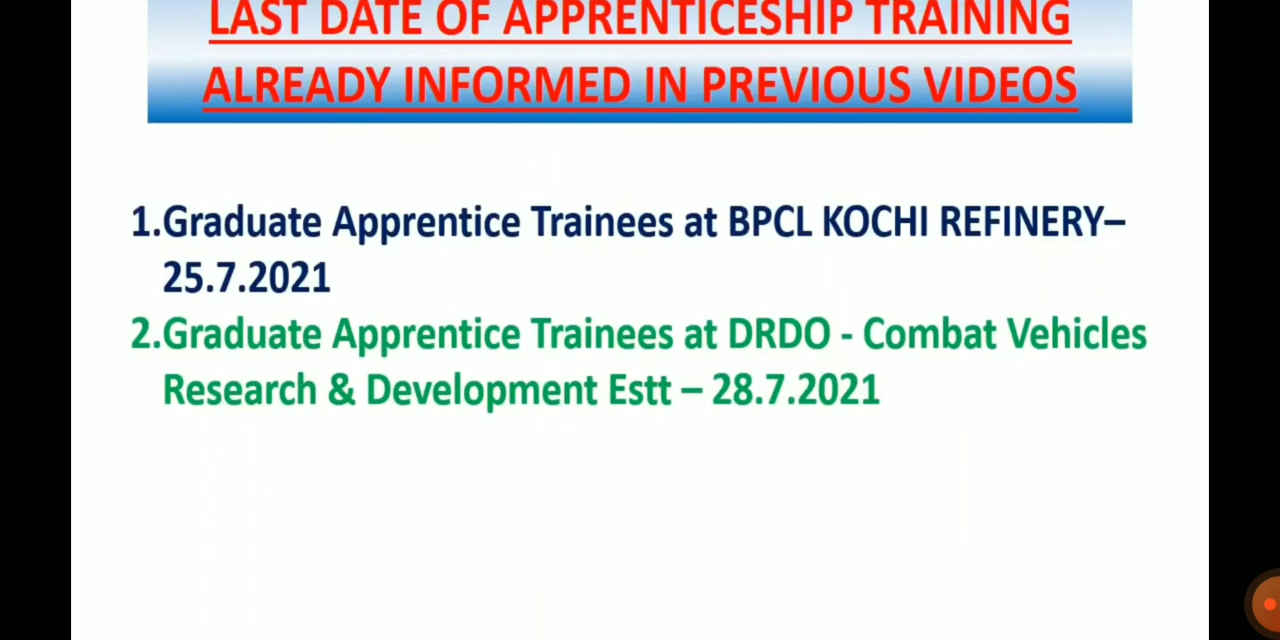 LAST DATE OF APPRENTICESHIP TRAINING
ALREADY INFORMED IN PREVIOUS VIDEOS
1.Graduate Apprentice Trainees at BPCL KOCHI REFINERY–
25.7.2021
2.Graduate Apprentice Trainees at DRDO - Combat Vehicles
Research & Development Estt – 28.7.2021